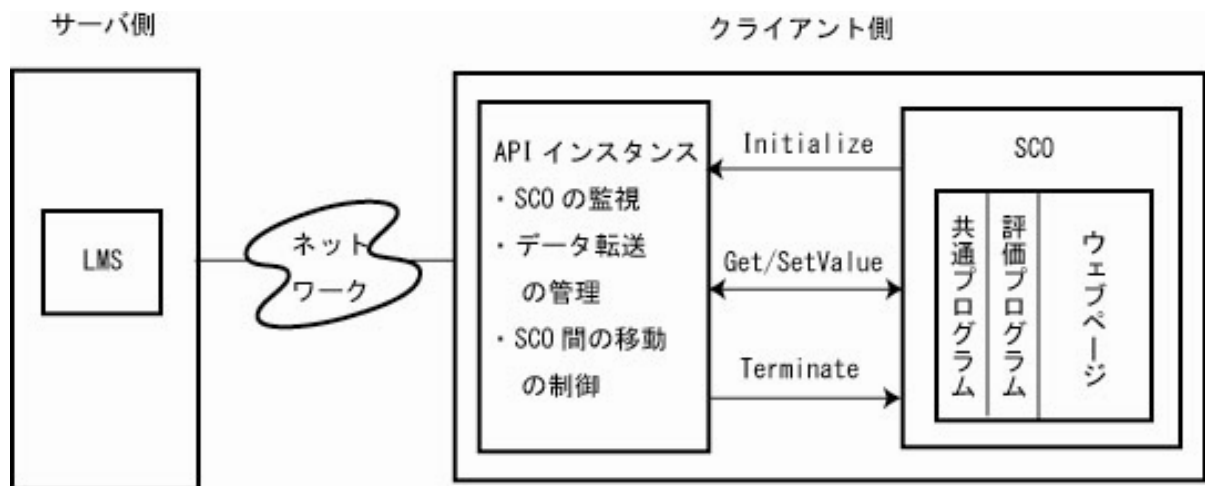 サーバ側
クライアント側
LMS
ネット
ワーク
API インスタンス
・SCO の監視
・データ転送
の管理
・SCO 間の移動
の制御
Initialize
Get/SetValue
Terminate
SCO
共通プログラム
評価プログラム
ウェブページ